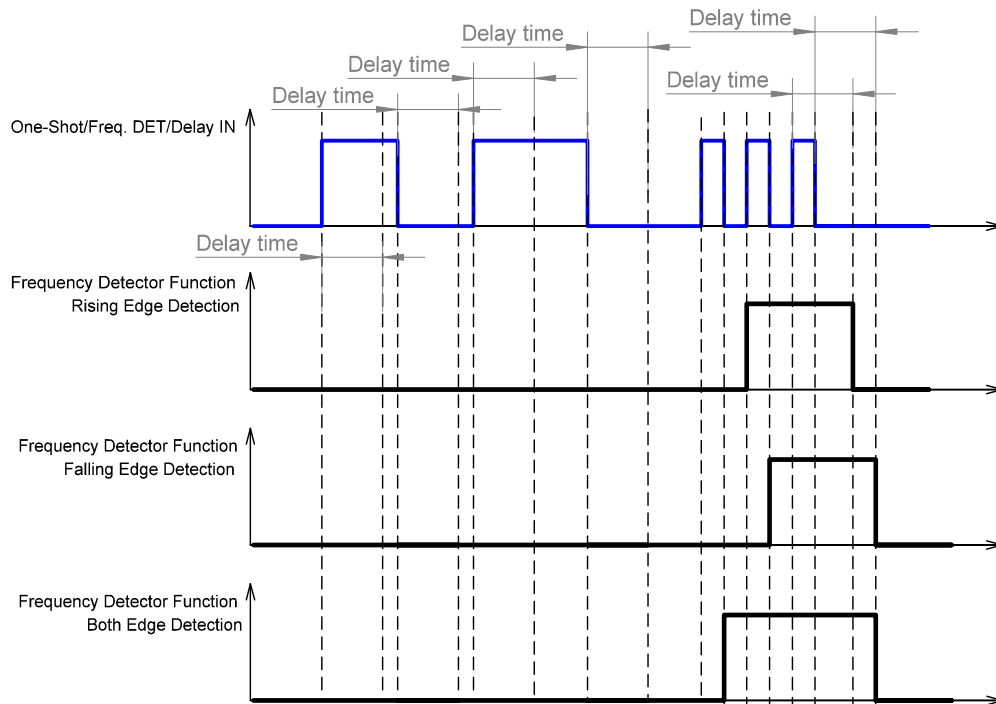 Delay time
Delay time
Delay time
Delay time
Delay time
One-Shot/Freq. DET/Delay IN
Delay time
Frequency Detector Function
Rising Edge Detection
Frequency Detector Function
Falling Edge Detection
Frequency Detector Function
Both Edge Detection